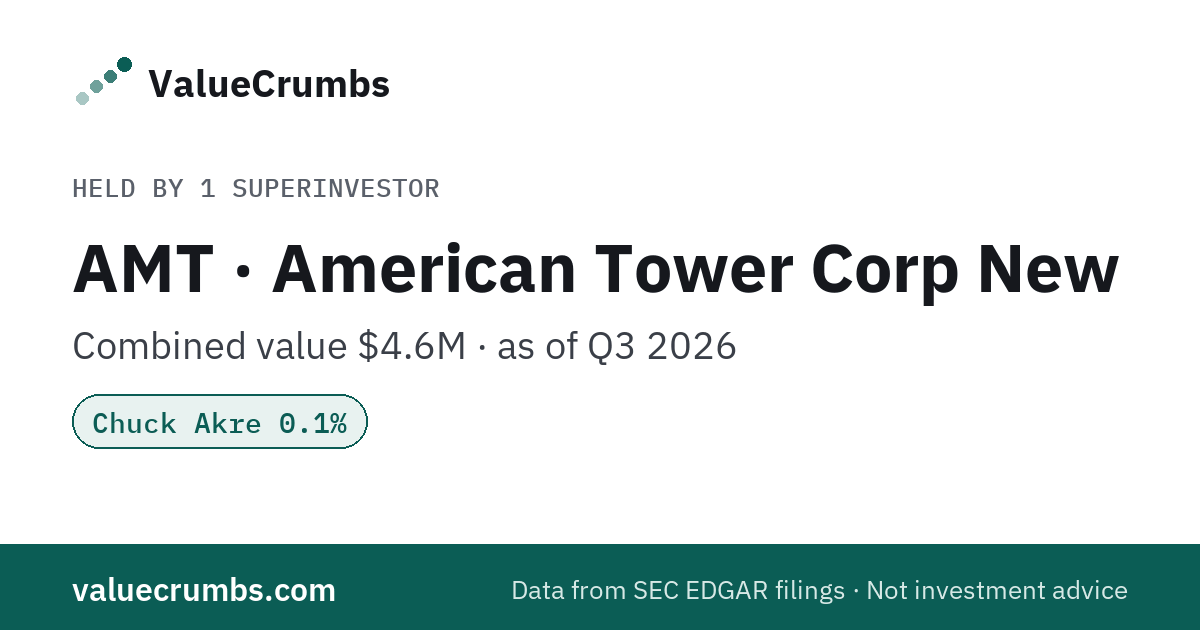 ValueCrumbs
HELD BY 1 SUPERINVESTOR
AMT · American Tower Corp New
Combined value $4.6M · as of Q3 2026
Chuck Akre 0.1%
valuecrumbs.com
Data from SEC EDGAR filings · Not investment advice